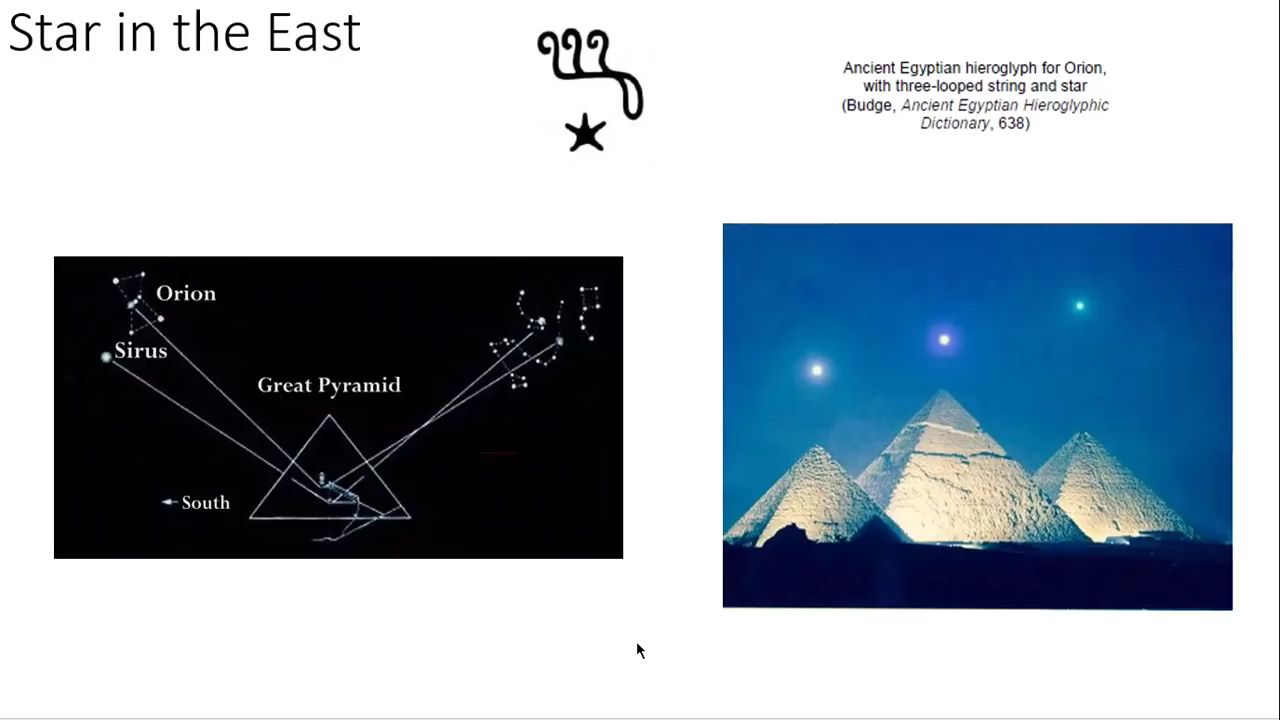 Star in the East
Ancient Egyptian hieroglyph for Orion,
with three-looped string and star
(Budge, Ancient Egyptian Hieroglyphic
Dictionary, 638)
Orion
Sirus
Great Pyramid
South